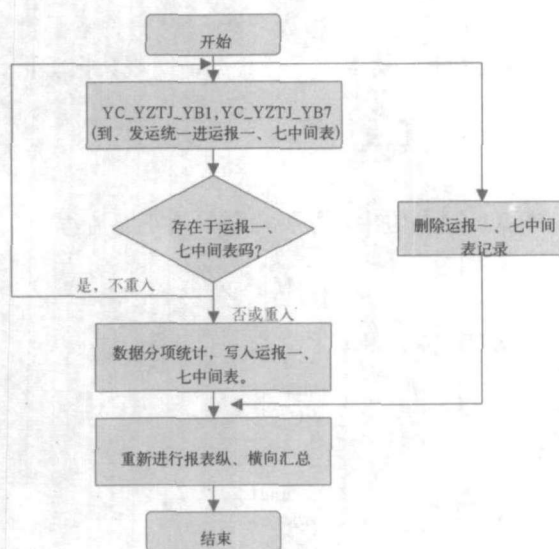 开始
YC_YZTJ_YB1,YC_YZTJ_YB7
(到、发运统一进运报一、七中间表)
存在于运报一、
七中间表码?
删除运报一、七中间
表记录
是，不重入
否或重入
数据分项统计，写入运报一、
七中间表。
重新进行报表纵、横向汇总
结束